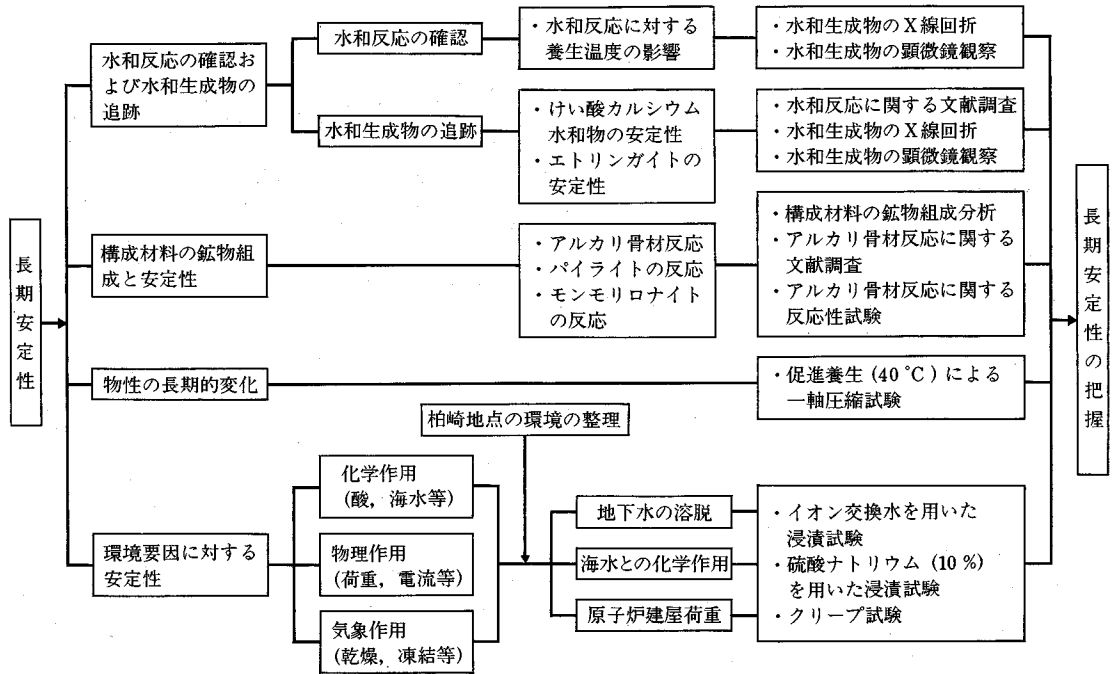 長期安定性
水和反応の確認お
よび水和生成物の
追跡
水和反応の確認
・水和反応に対する
養生温度の影響
・水和生成物のX線回折
・水和生成物の顕微鏡観察
水和生成物の追跡
・けい酸カルシウム
水和物の安定性
・エトリンガイトの
安定性
・水和反応に関する文献調査
・水和生成物のX線回折
・水和生成物の顕微鏡観察
構成材料の鉱物組
成と安定性
・アルカリ骨材反応
・パイライトの反応
・モンモリロナイト
の反応
・構成材料の鉱物組成分析
・アルカリ骨材反応に関する
文献調査
・アルカリ骨材反応に関する
反応性試験
物性の長期的変化
・促進養生(40℃)による
一軸圧縮試験
環境要因に対する
安定性
化学作用
(酸，海水等)
物理作用
(荷重，電流等)
気象作用
(乾燥，凍結等)
柏崎地点の環境の整理
地下水の溶脱
海水との化学作用
原子炉建屋荷重
・イオン交換水を用いた
浸漬試験
・硫酸ナトリウム(10%)
を用いた浸漬試験
・クリープ試験
長期安定性の把握